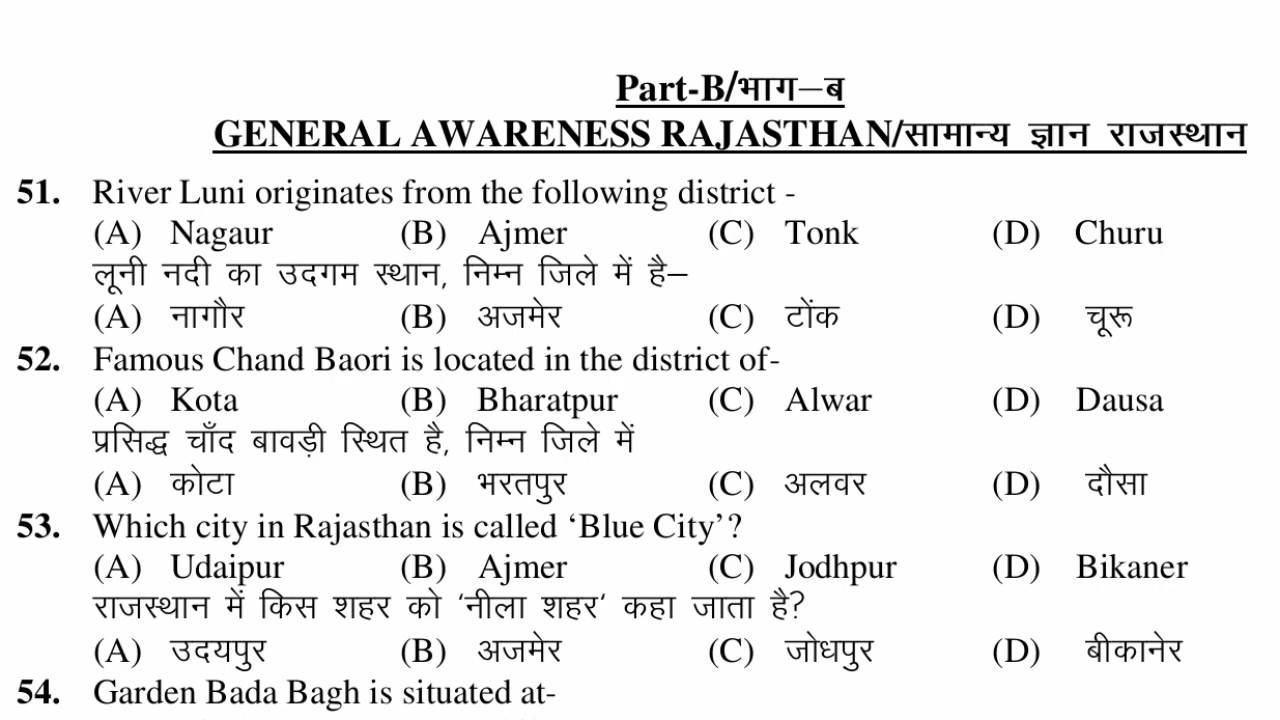 Part-B/भाग–ब
GENERAL AWARENESS RAJASTHAN/सामान्य ज्ञान राजस्थान
51. River Luni originates from the following district -
(A) Nagaur (B) Ajmer (C) Tonk (D) Churu
लूनी नदी का उदगम स्थान, निम्न जिले में है–
(A) नागौर (B) अजमेर (C) टोंक (D) चूरू
52. Famous Chand Baori is located in the district of-
(A) Kota (B) Bharatpur (C) Alwar (D) Dausa
प्रसिद्ध चाँद बावड़ी स्थित है, निम्न जिले में
(A) कोटा (B) भरतपुर (C) अलवर (D) दौसा
53. Which city in Rajasthan is called ‘Blue City’?
(A) Udaipur (B) Ajmer (C) Jodhpur (D) Bikaner
राजस्थान में किस शहर को ‘नीला शहर’ कहा जाता है?
(A) उदयपुर (B) अजमेर (C) जोधपुर (D) बीकानेर
54. Garden Bada Bagh is situated at-